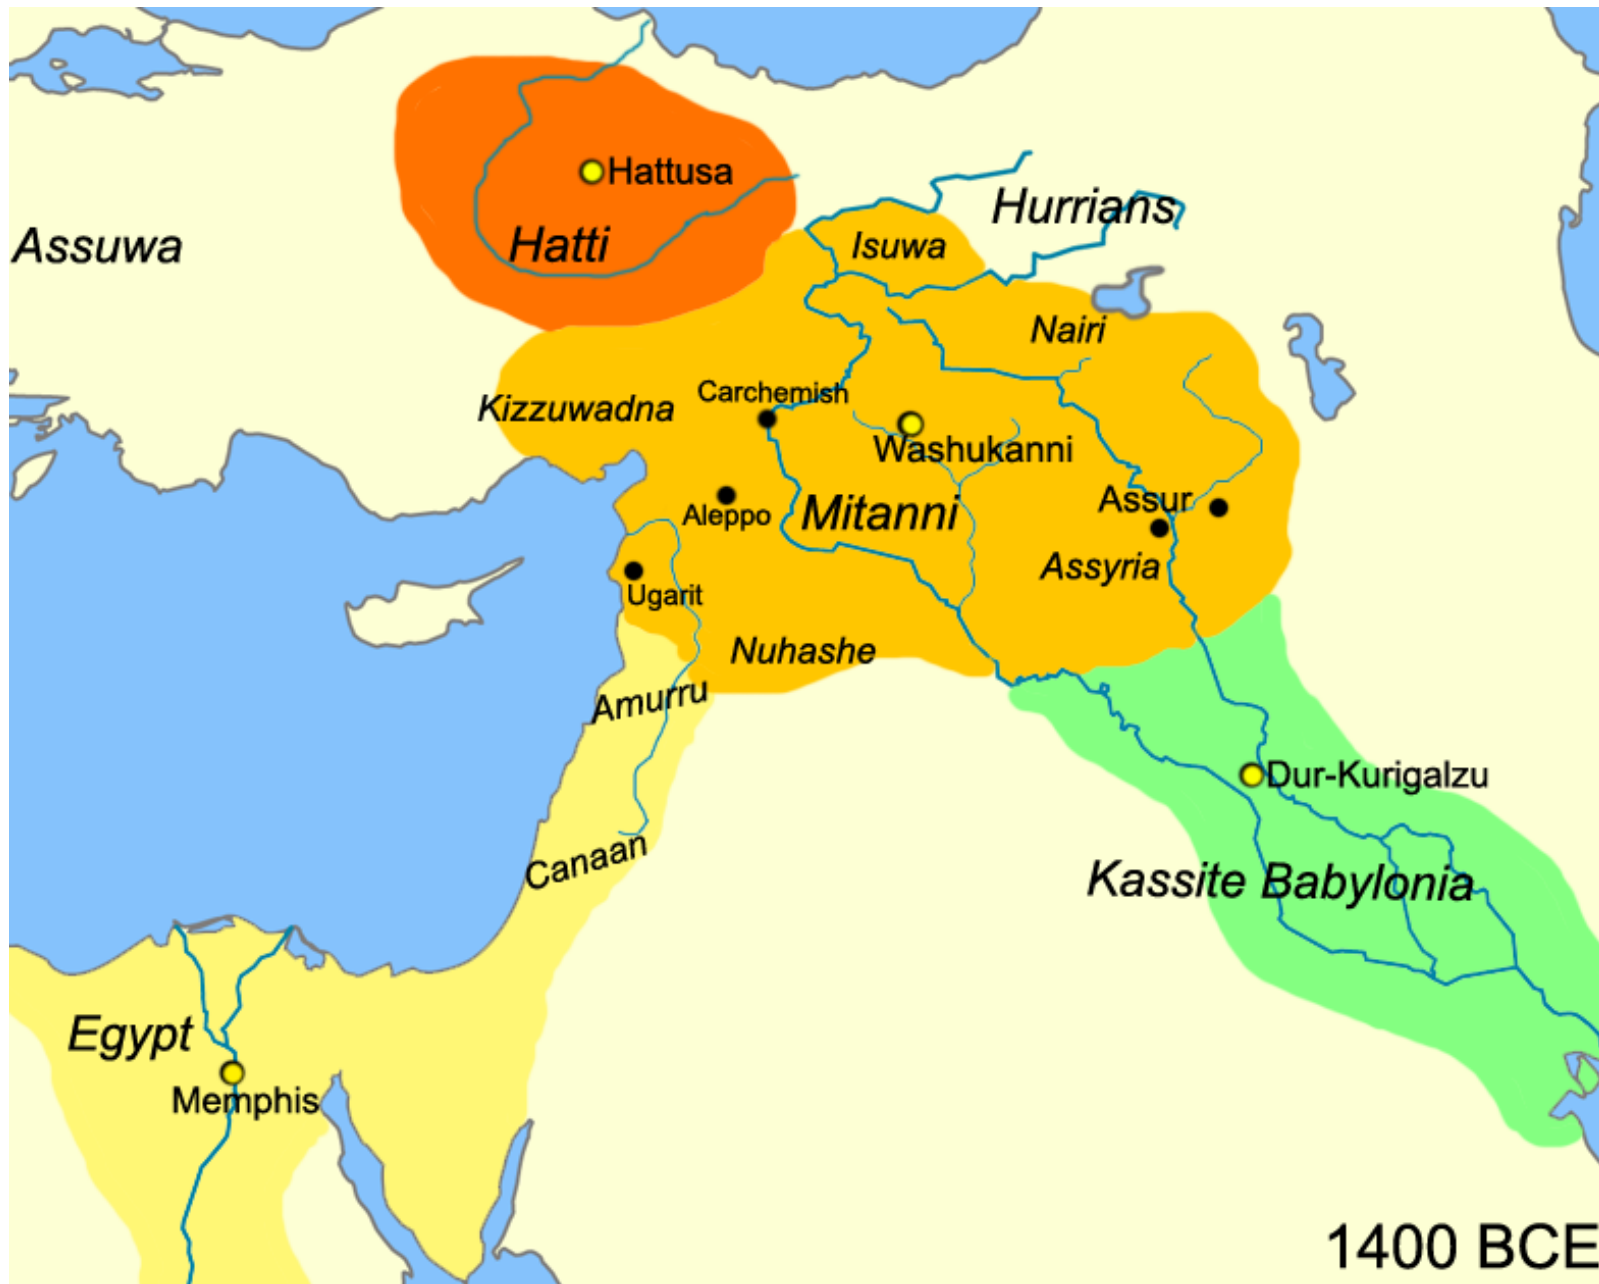 Hattusa
Hurrians
Assuwa
Hatti
Isuwa
Nairi
Carchemish
Kizzuwadna
Washukanni
Assur
Mitanni
Aleppo
Assyria
Ugarit
Nuhashe
Amurru
Dur-Kurigalzu
Canaan
Kassite Babylonia
Egypt
Memphis
1400 BCE